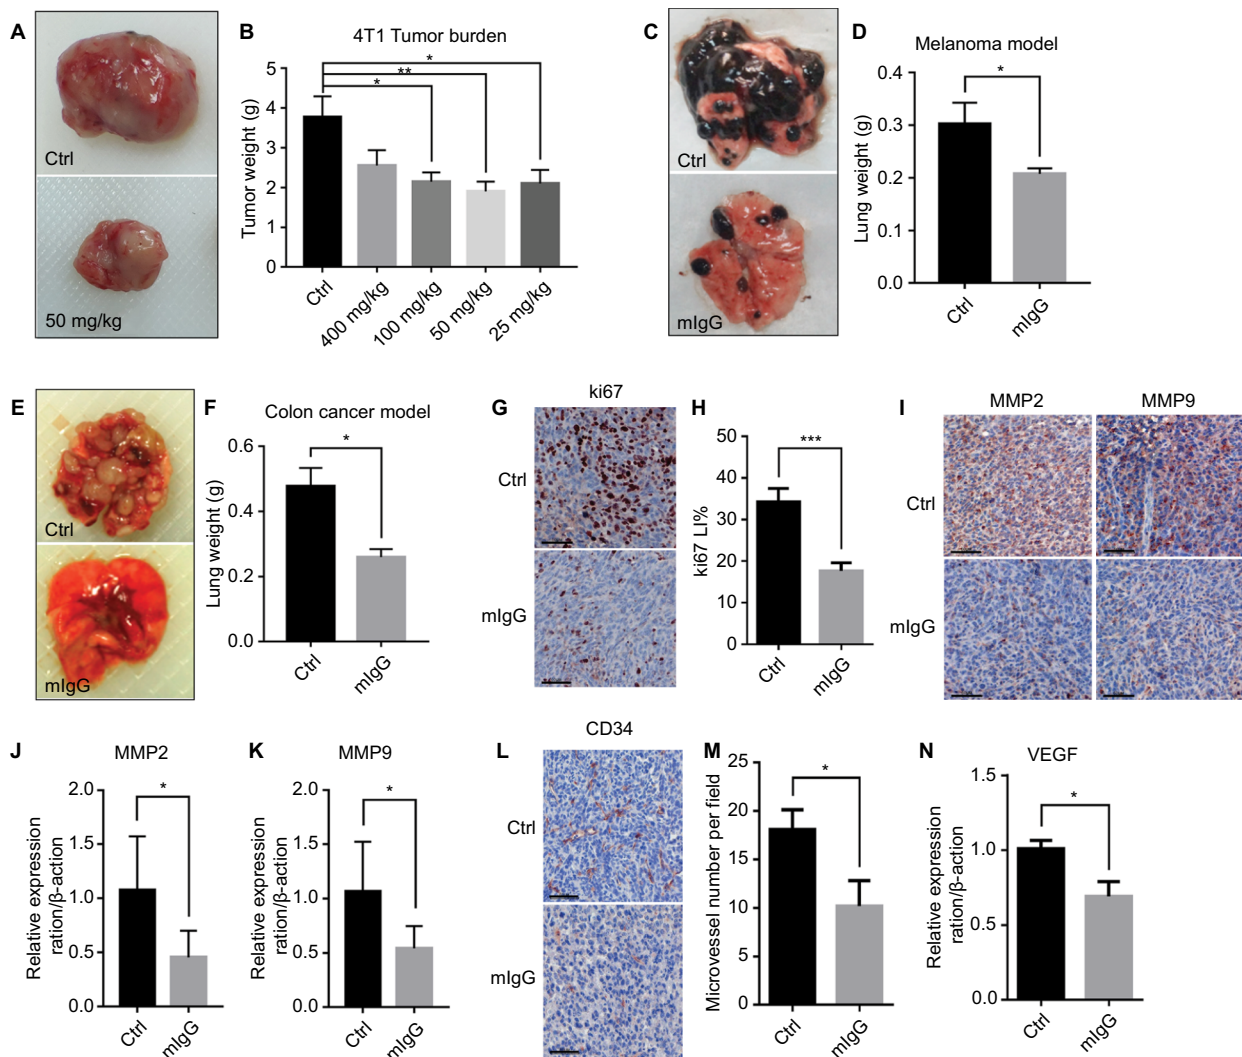 A
Ctrl
50 mg/kg
B
4T1 Tumor burden
*
**
*
Tumor weight (g)
5
4
3
2
1
0
Ctrl
400 mg/kg
100 mg/kg
50 mg/kg
25 mg/kg
C
Ctrl
mIgG
D
Melanoma model
*
Lung weight (g)
0.4
0.3
0.2
0.1
0.0
Ctrl
mIgG
E
Ctrl
mIgG
F
Colon cancer model
*
Lung weight (g)
0.6
0.4
0.2
0.0
Ctrl
mIgG
G
ki67
Ctrl
mIgG
H
***
ki67 LI%
50
40
30
20
10
0
Ctrl
mIgG
I
MMP2
MMP9
Ctrl
mIgG
J
MMP2
*
Relative expression
ration/β-action
2.0
1.5
1.0
0.5
0.0
Ctrl
mIgG
K
MMP9
*
Relative expression
ration/β-action
2.0
1.5
1.0
0.5
0.0
Ctrl
mIgG
L
CD34
Ctrl
mIgG
M
*
Microvessel number per field
25
20
15
10
5
0
Ctrl
mIgG
N
VEGF
*
Relative expression
ration/β-action
1.5
1.0
0.5
0.0
Ctrl
mIgG